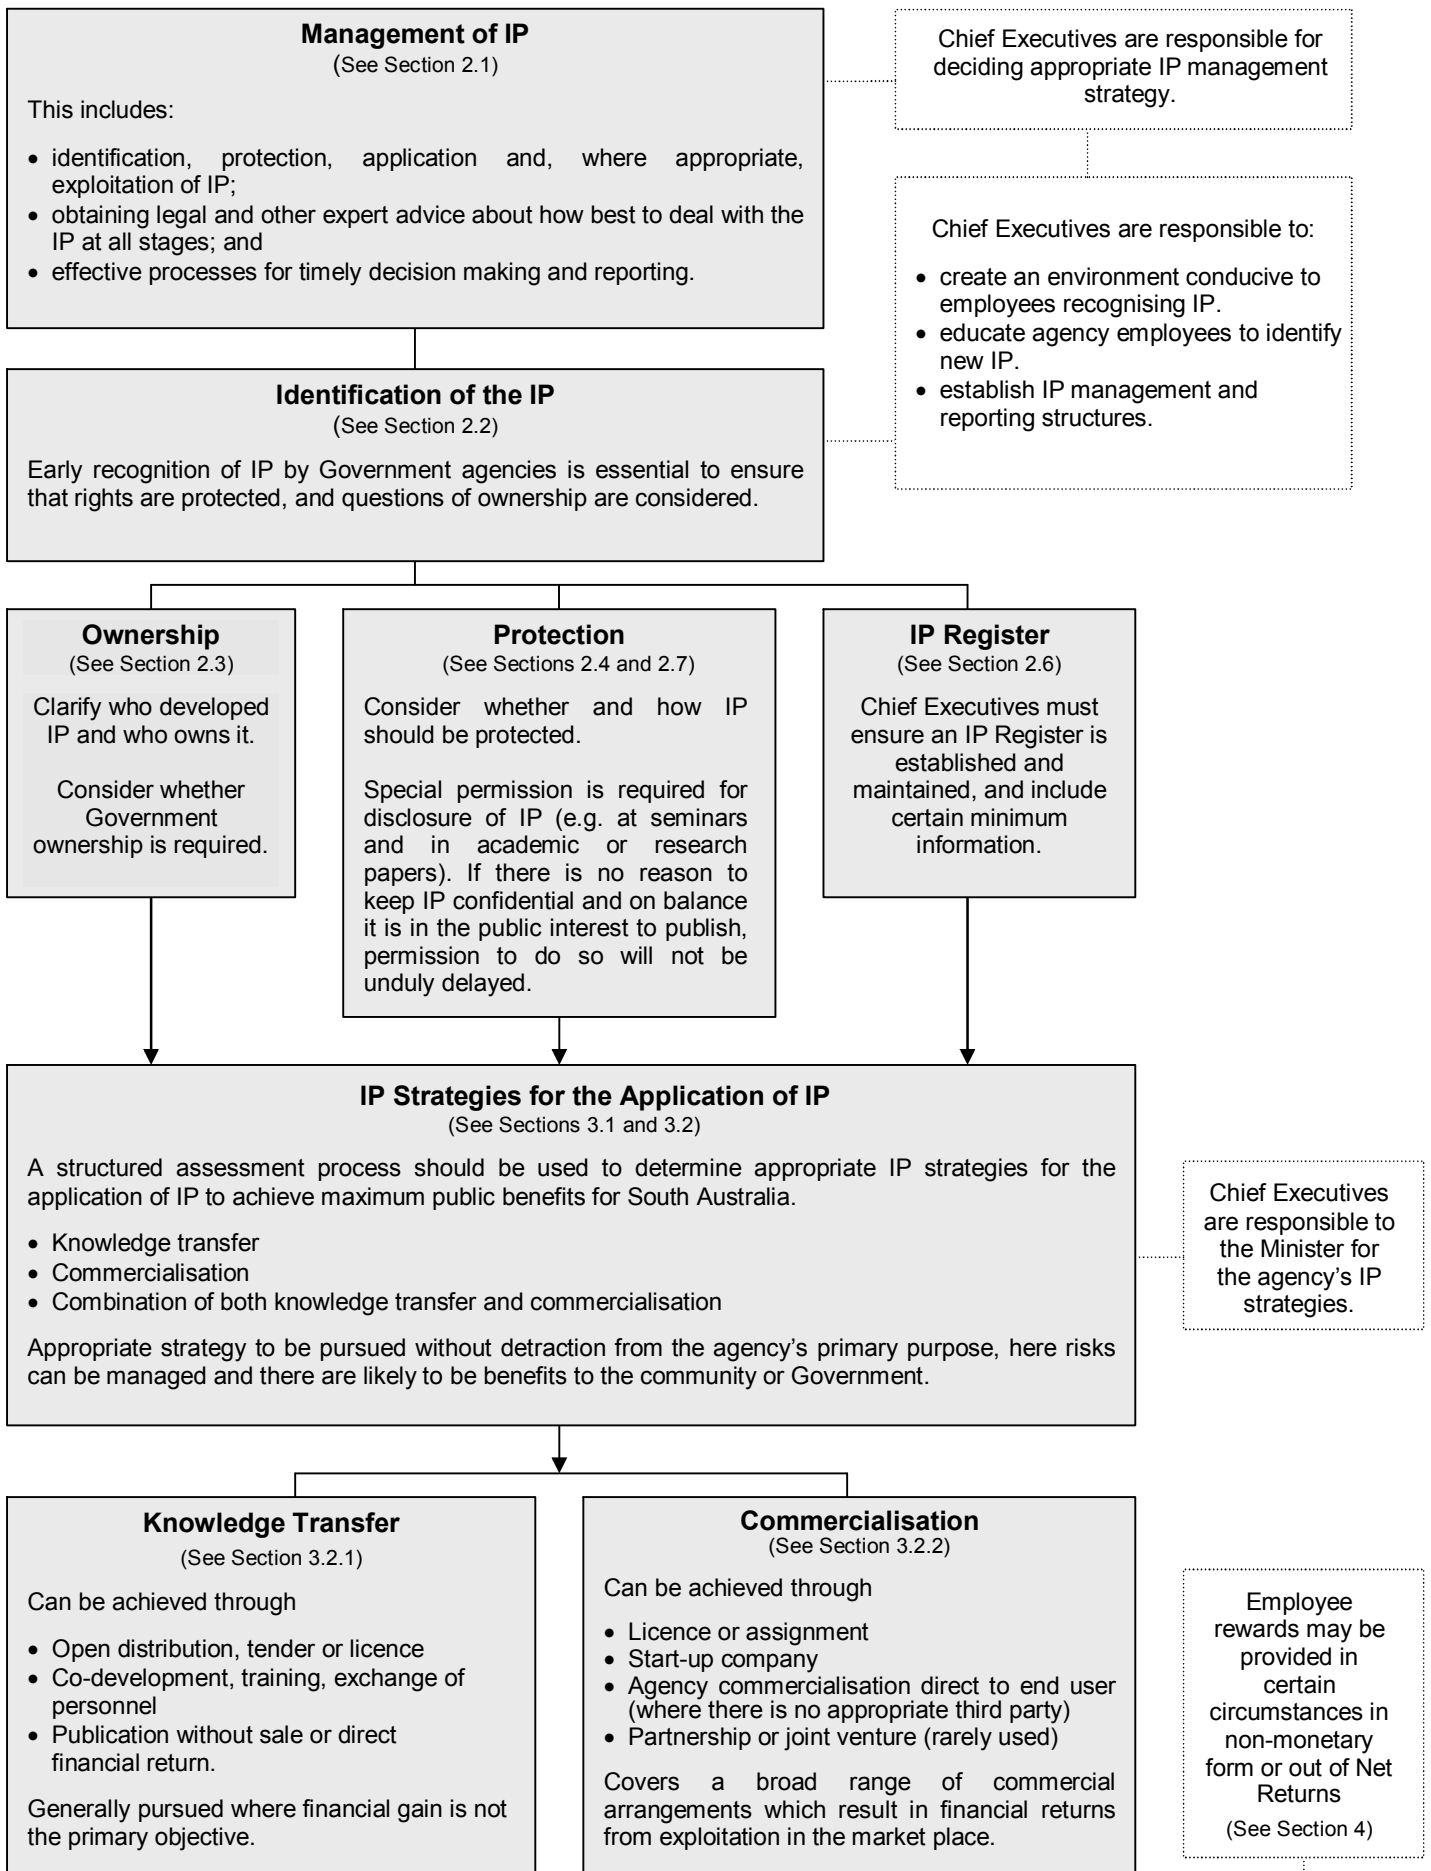 Management of IP
(See Section 2.1)
This includes:
• identification, protection, application and, where appropriate,
exploitation of IP;
• obtaining legal and other expert advice about how best to deal with the
IP at all stages; and
• effective processes for timely decision making and reporting.
Chief Executives are responsible for
deciding appropriate IP management
strategy.
Chief Executives are responsible to:
• create an environment conducive to
employees recognising IP.
• educate agency employees to identify
new IP.
• establish IP management and
reporting structures.
Identification of the IP
(See Section 2.2)
Early recognition of IP by Government agencies is essential to ensure
that rights are protected, and questions of ownership are considered.
Ownership
(See Section 2.3)
Clarify who developed
IP and who owns it.
Consider whether
Government
ownership is required.
Protection
(See Sections 2.4 and 2.7)
Consider whether and how IP
should be protected.
Special permission is required for
disclosure of IP (e.g. at seminars
and in academic or research
papers). If there is no reason to
keep IP confidential and on balance
it is in the public interest to publish,
permission to do so will not be
unduly delayed.
IP Register
(See Section 2.6)
Chief Executives must
ensure an IP Register is
established and
maintained, and include
certain minimum
information.
IP Strategies for the Application of IP
(See Sections 3.1 and 3.2)
A structured assessment process should be used to determine appropriate IP strategies for the
application of IP to achieve maximum public benefits for South Australia.
• Knowledge transfer
• Commercialisation
• Combination of both knowledge transfer and commercialisation
Appropriate strategy to be pursued without detraction from the agency's primary purpose, here risks
can be managed and there are likely to be benefits to the community or Government.
Chief Executives
are responsible to
the Minister for
the agency's IP
strategies.
Knowledge Transfer
(See Section 3.2.1)
Can be achieved through
• Open distribution, tender or licence
• Co-development, training, exchange of
personnel
• Publication without sale or direct
financial return.
Generally pursued where financial gain is not
the primary objective.
Commercialisation
(See Section 3.2.2)
Can be achieved through
• Licence or assignment
• Start-up company
• Agency commercialisation direct to end user
(where there is no appropriate third party)
• Partnership or joint venture (rarely used)
Covers a broad range of commercial
arrangements which result in financial returns
from exploitation in the market place.
Employee
rewards may be
provided in
certain
circumstances in
non-monetary
form or out of Net
Returns
(See Section 4)